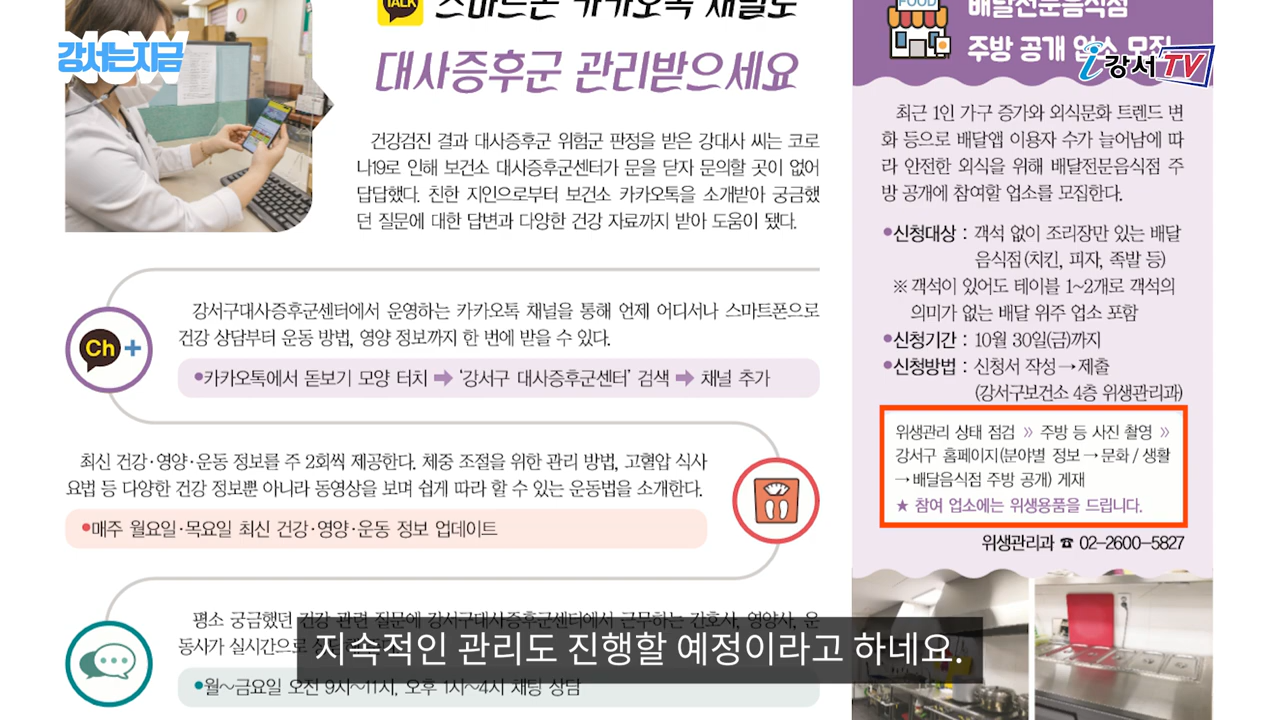 TALK
스마트폰 카카오톡 채널로
대사증후군 관리받으세요
강서는지금
NOW
건강검진 결과 대사증후군 위험군 판정을 받은 강대사 씨는 코로
나19로 인해 보건소 대사증후군센터가 문을 닫자 문의할 곳이 없어
답답했다. 친한 지인으로부터 보건소 카카오톡을 소개받아 궁금했
던 질문에 대한 답변과 다양한 건강 자료까지 받아 도움이 됐다.
강서구대사증후군센터에서 운영하는 카카오톡 채널을 통해 언제 어디서나 스마트폰으로
건강 상담부터 운동 방법, 영양 정보까지 한 번에 받을 수 있다.
Ch +
•카카오톡에서 돋보기 모양 터치 ➡ '강서구 대사증후군센터' 검색 ➡ 채널 추가
최신 건강·영양·운동 정보를 주 2회씩 제공한다. 체중 조절을 위한 관리 방법, 고혈압 식사
요법 등 다양한 건강 정보뿐 아니라 동영상을 보며 쉽게 따라 할 수 있는 운동법을 소개한다.
•매주 월요일·목요일 최신 건강·영양·운동 정보 업데이트
평소 궁금했던 건강 관련 질문에 강서구대사증후군센터에서 근무하는 간호사, 영양사, 운
동사가 실시간으로
•월~금요일 오전 9시~11시, 오후 1시~4시 채팅 상담
FOOD
배달전문음식점
주방 공개 업소 모집
i강서TV
최근 1인 가구 증가와 외식문화 트렌드 변
화 등으로 배달앱 이용자 수가 늘어남에 따
라 안전한 외식을 위해 배달전문음식점 주
방 공개에 참여할 업소를 모집한다.
•신청대상 : 객석 없이 조리장만 있는 배달
음식점(치킨, 피자, 족발 등)
※ 객석이 있어도 테이블 1~2개로 객석의
의미가 없는 배달 위주 업소 포함
•신청기간 : 10월 30일(금)까지
•신청방법 : 신청서 작성→제출
(강서구보건소 4층 위생관리과)
위생관리 상태 점검 » 주방 등 사진 촬영 »
강서구 홈페이지(분야별 정보→문화/생활
→배달음식점 주방 공개) 게재
★ 참여 업소에는 위생용품을 드립니다.
위생관리과 ☎ 02-2600-5827
지속적인 관리도 진행할 예정이라고 하네요.